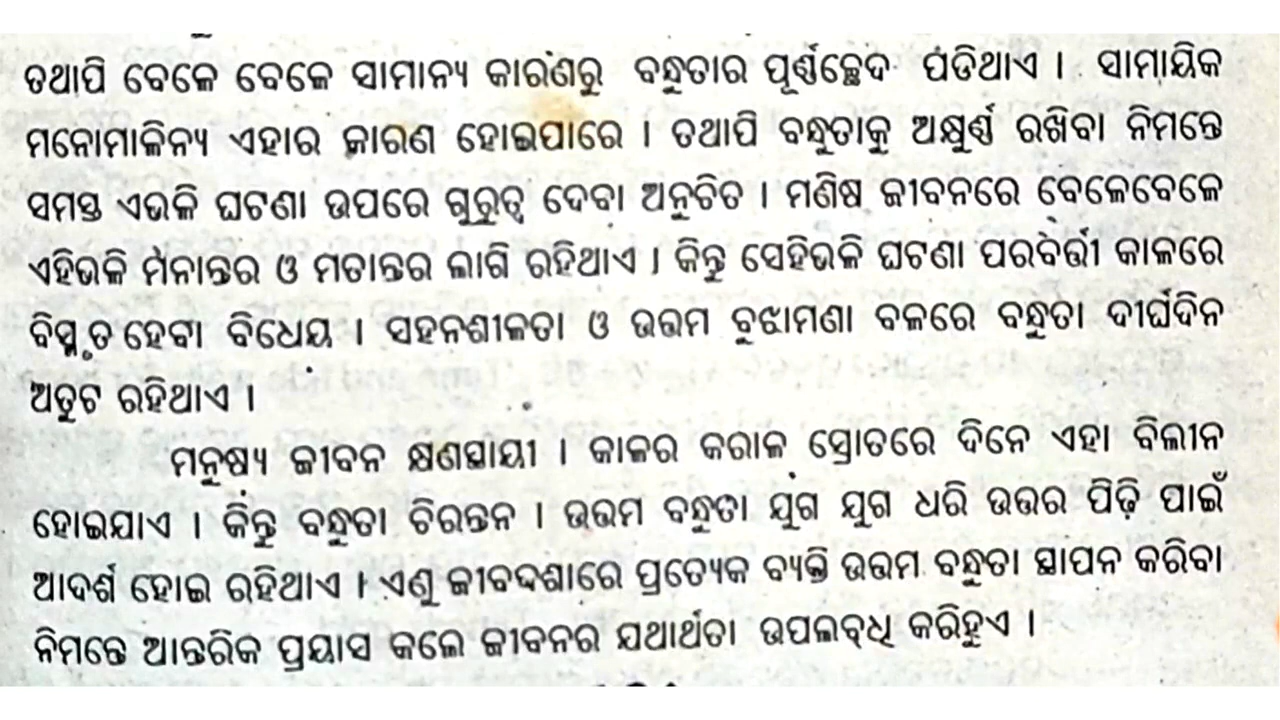 ତଥାପି ବେଳେ ବେଳେ ସାମାନ୍ୟ କାରଣରୁ ବନ୍ଧୁତାର ପୂର୍ଣ୍ଣଚ୍ଛେଦ ପଡିଥାଏ । ସାମାୟିକ
ମନୋମାଳିନ୍ୟ ଏହାର କାରଣ ହୋଇପାରେ । ତଥାପି ବନ୍ଧୁତାକୁ ଅକ୍ଷୁର୍ଣ୍ଣ ରଖିବା ନିମନ୍ତେ
ସମସ୍ତ ଏଭଳି ଘଟଣା ଉପରେ ଗୁରୁତ୍ୱ ଦେବା ଅନୁଚିତ । ମଣିଷ ଜୀବନରେ ବେଳେବେଳେ
ଏହିଭଳି ମନାନ୍ତର ଓ ମତାନ୍ତର ଲାଗି ରହିଥାଏ । କିନ୍ତୁ ସେହିଭଳି ଘଟଣା ପରବର୍ତ୍ତୀ କାଳରେ
ବିସ୍ମୃତ ହେବା ବିଧେୟ । ସହନଶୀଳତା ଓ ଉତ୍ତମ ବୁଝାମଣା ବଳରେ ବନ୍ଧୁତା ଦୀର୍ଘଦିନ
ଅତୁଟ ରହିଥାଏ ।
ମନୁଷ୍ୟ ଜୀବନ କ୍ଷଣସ୍ଥାୟୀ । କାଳର କରାଳ ସ୍ରୋତରେ ଦିନେ ଏହା ବିଲୀନ
ହୋଇଯାଏ । କିନ୍ତୁ ବନ୍ଧୁତା ଚିରନ୍ତନ । ଉତ୍ତମ ବନ୍ଧୁତା ଯୁଗ ଯୁଗ ଧରି ଉତ୍ତର ପିଢ଼ି ପାଇଁ
ଆଦର୍ଶ ହୋଇ ରହିଥାଏ । ଏଣୁ ଜୀବଦ୍ଦଶାରେ ପ୍ରତ୍ୟେକ ବ୍ୟକ୍ତି ଉତ୍ତମ ବନ୍ଧୁତା ସ୍ଥାପନ କରିବା
ନିମନ୍ତେ ଆନ୍ତରିକ ପ୍ରୟାସ କଲେ ଜୀବନର ଯଥାର୍ଥତା ଉପଲବ୍‌ଧି କରିହୁଏ ।